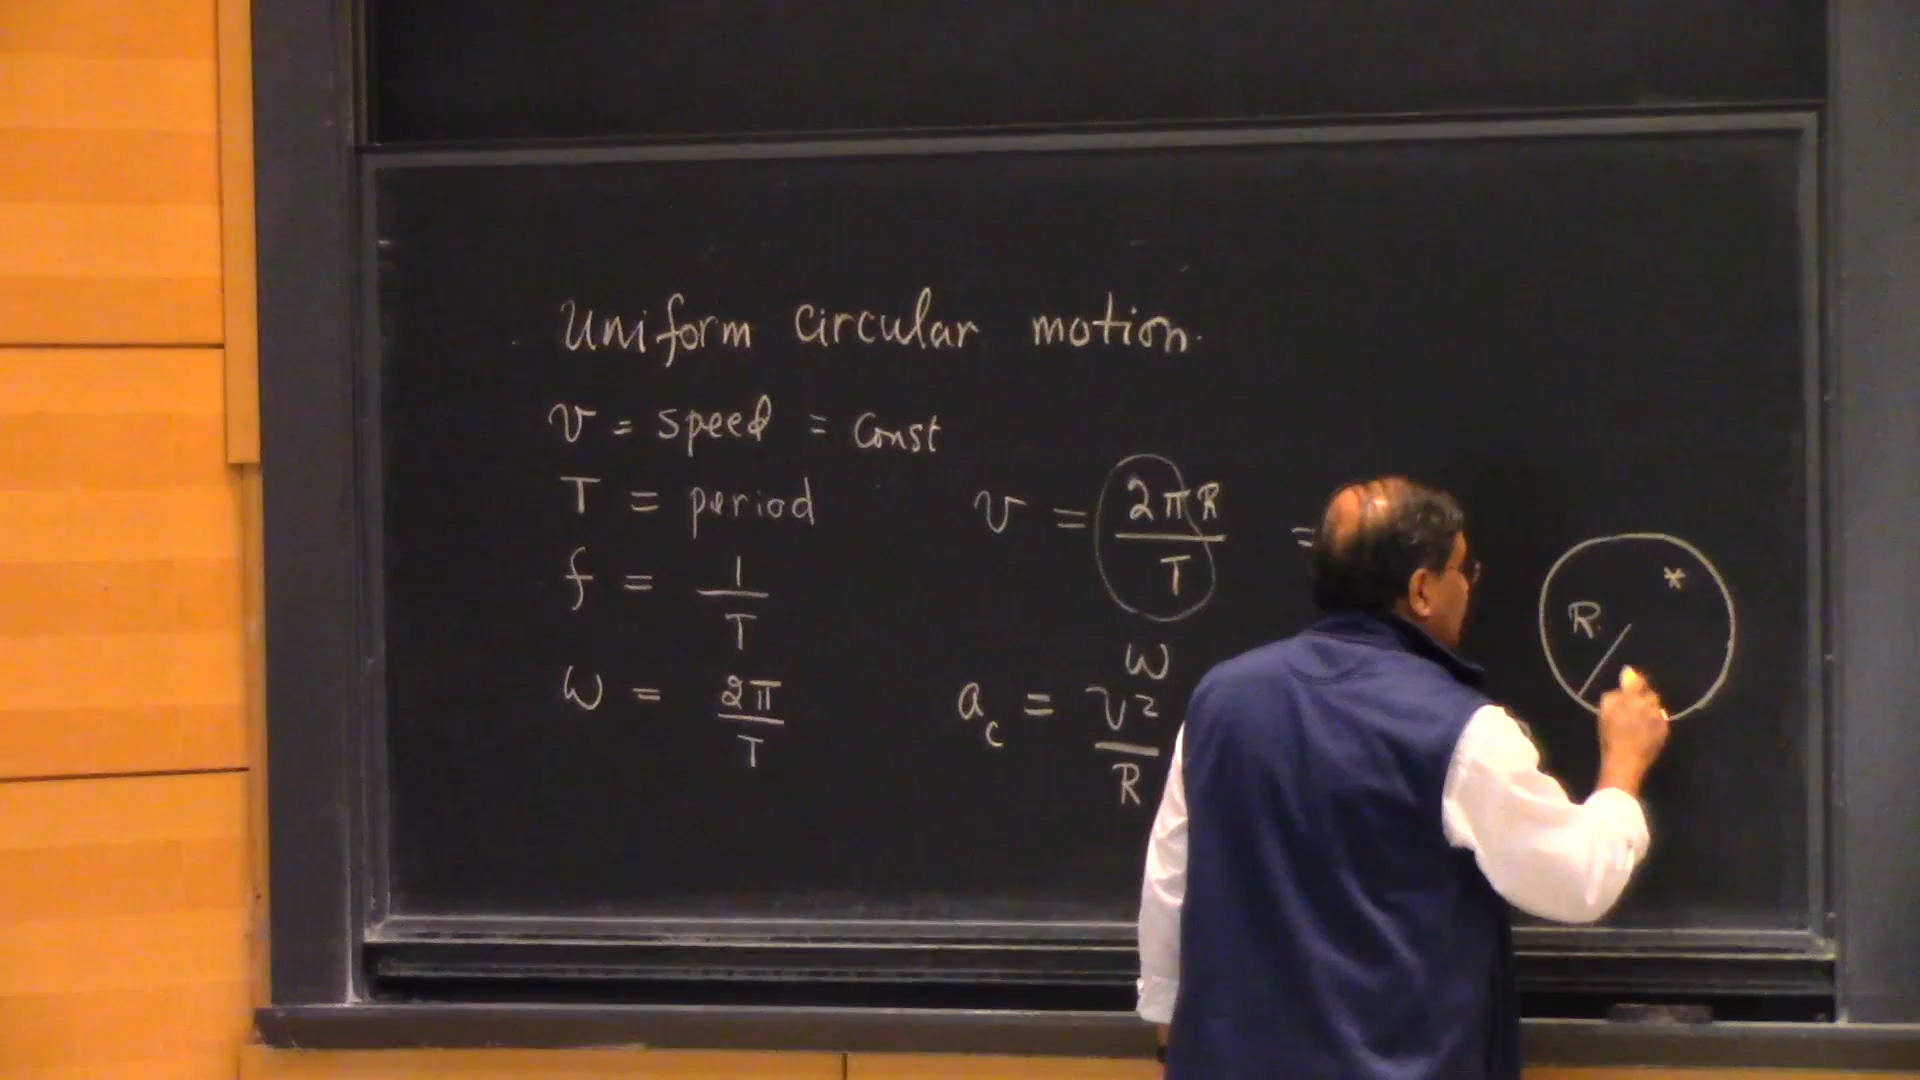 Uniform circular motion.
v = speed = const
T = period
f = 1/T
ω = 2π/T
v = 2πR/T =
ω
a_c = v²/R
*
R.